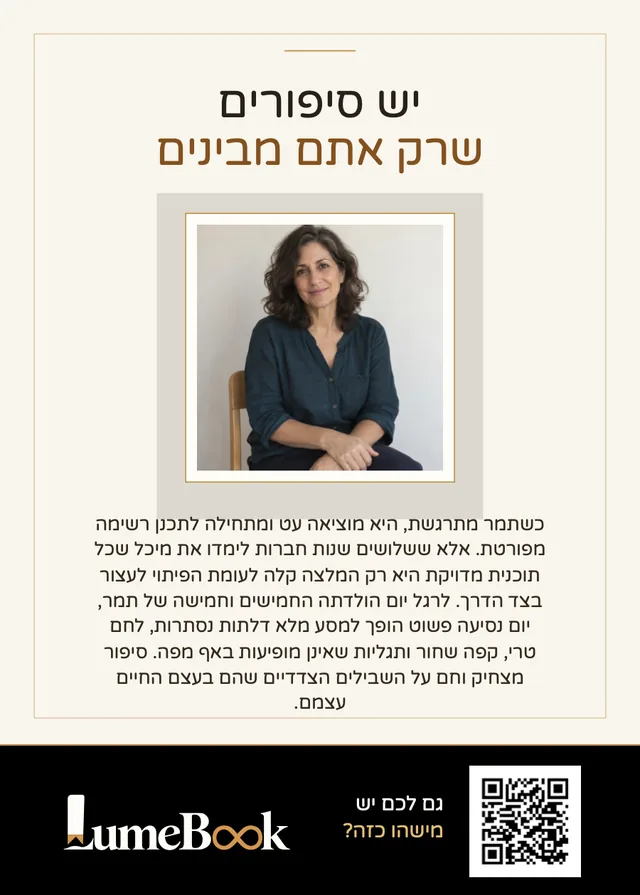 יש סיפורים
שרק אתם מבינים
כשתמר מתרגשת, היא מוציאה עט ומתחילה לתכנן רשימה
מפורטת. אלא ששלושים שנות חברות לימדו את מיכל שכל
תוכנית מדויקת היא רק המלצה קלה לעומת הפיתוי לעצור
בצד הדרך. לרגל יום הולדתה החמישים וחמישה של תמר,
יום נסיעה פשוט הופך למסע מלא דלתות נסתרות, לחם
טרי, קפה שחור ותגליות שאינן מופיעות באף מפה. סיפור
מצחיק וחם על השבילים הצדדיים שהם בעצם החיים
עצמם.
גם לכם יש
מישהו כזה?
LumeBook